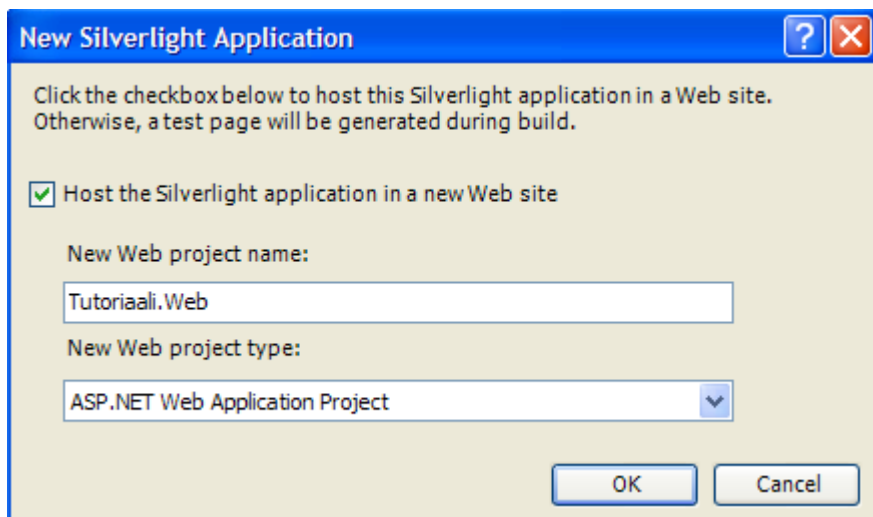 New Silverlight Application
Click the checkbox below to host this Silverlight application in a Web site.
Otherwise, a test page will be generated during build.
Host the Silverlight application in a new Web site
New Web project name:
Tutoriaali.Web
New Web project type:
ASP.NET Web Application Project
OK Cancel